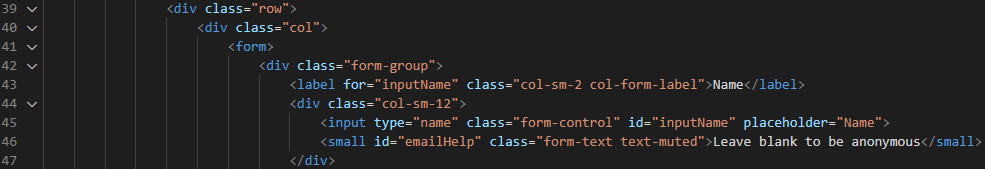 39 <div class="row">
40 <div class="col">
41 <form>
42 <div class="form-group">
43 <label for="inputName" class="col-sm-2 col-form-label">Name</label>
44 <div class="col-sm-12">
45 <input type="name" class="form-control" id="inputName" placeholder="Name">
46 <small id="emailHelp" class="form-text text-muted">Leave blank to be anonymous</small>
47 </div>